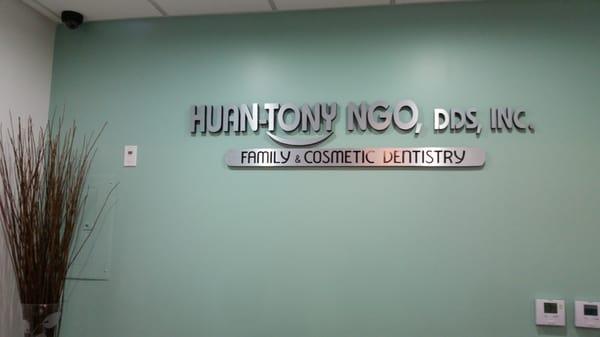 HUAN-TONY NGO, DDS, INC.
FAMILY & COSMETIC DENTISTRY